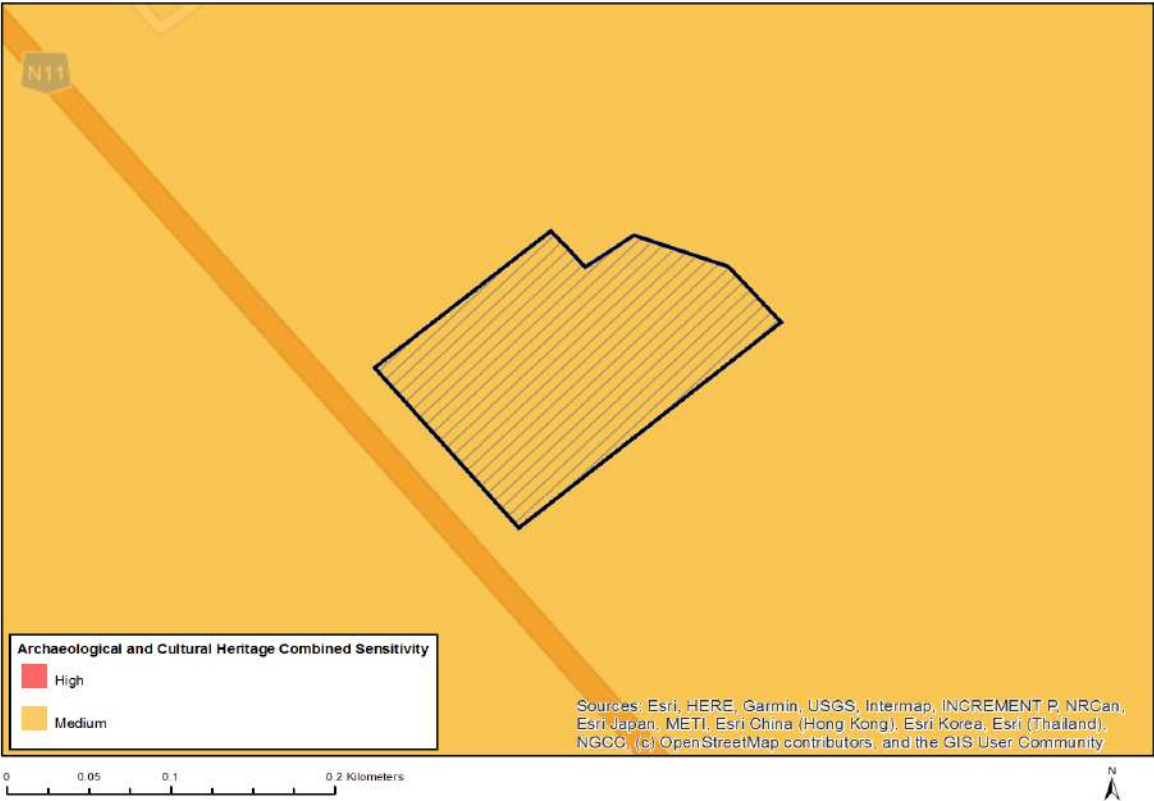 N11
Archaeological and Cultural Heritage Combined Sensitivity
High
Medium
Sources: Esri, HERE, Garmin, USGS, Intermap, INCREMENT P, NRCan,
Esri Japan, METI, Esri China (Hong Kong), Esri Korea, Esri (Thailand),
NGCC, (c) OpenStreetMap contributors, and the GIS User Community
0 0.05 0.1 0.2 Kilometers
N